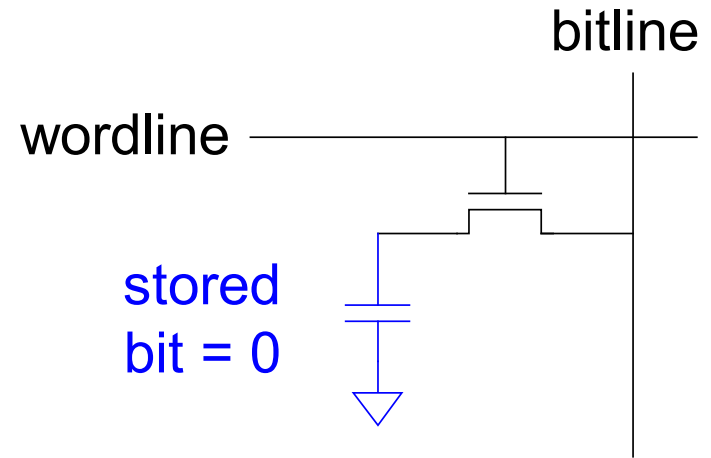 bitline
wordline
stored
bit = 0